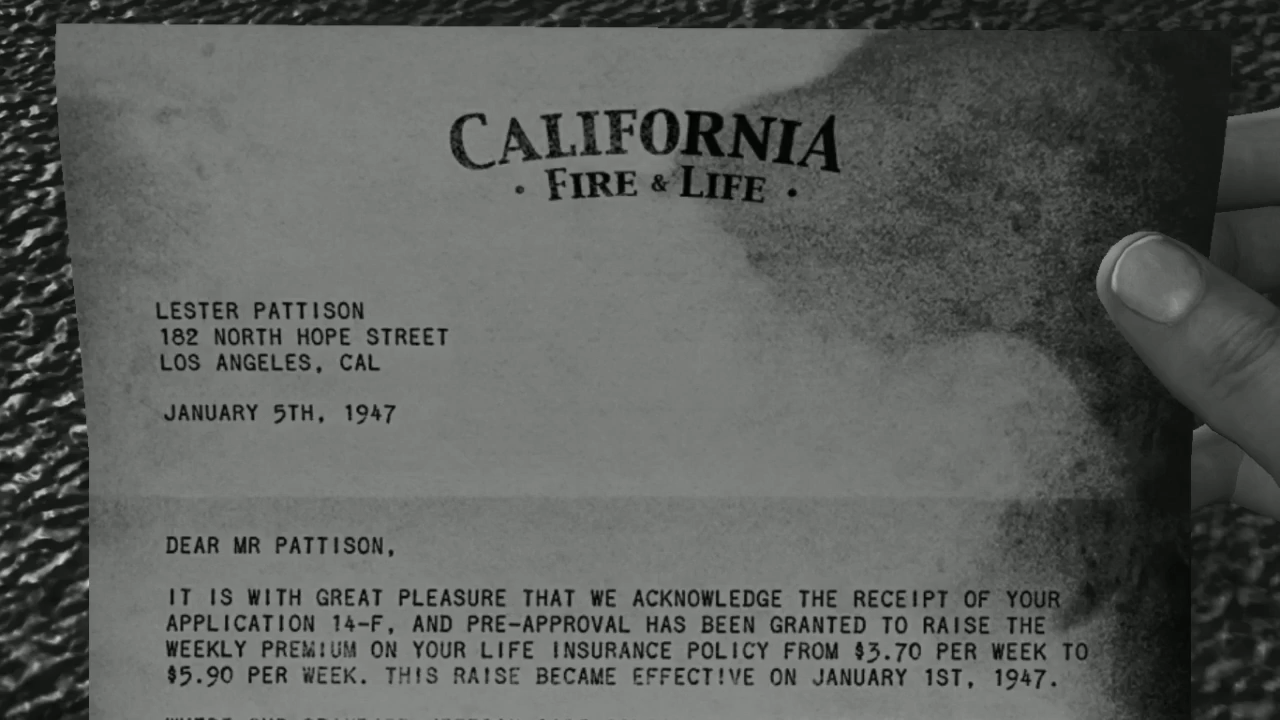 CALIFORNIA
• FIRE & LIFE •
LESTER PATTISON
182 NORTH HOPE STREET
LOS ANGELES, CAL
JANUARY 5TH, 1947
DEAR MR PATTISON,
IT IS WITH GREAT PLEASURE THAT WE ACKNOWLEDGE THE RECEIPT OF YOUR
APPLICATION 14-F, AND PRE-APPROVAL HAS BEEN GRANTED TO RAISE THE
WEEKLY PREMIUM ON YOUR LIFE INSURANCE POLICY FROM $3.70 PER WEEK TO
$5.90 PER WEEK. THIS RAISE BECAME EFFECTIVE ON JANUARY 1ST, 1947.